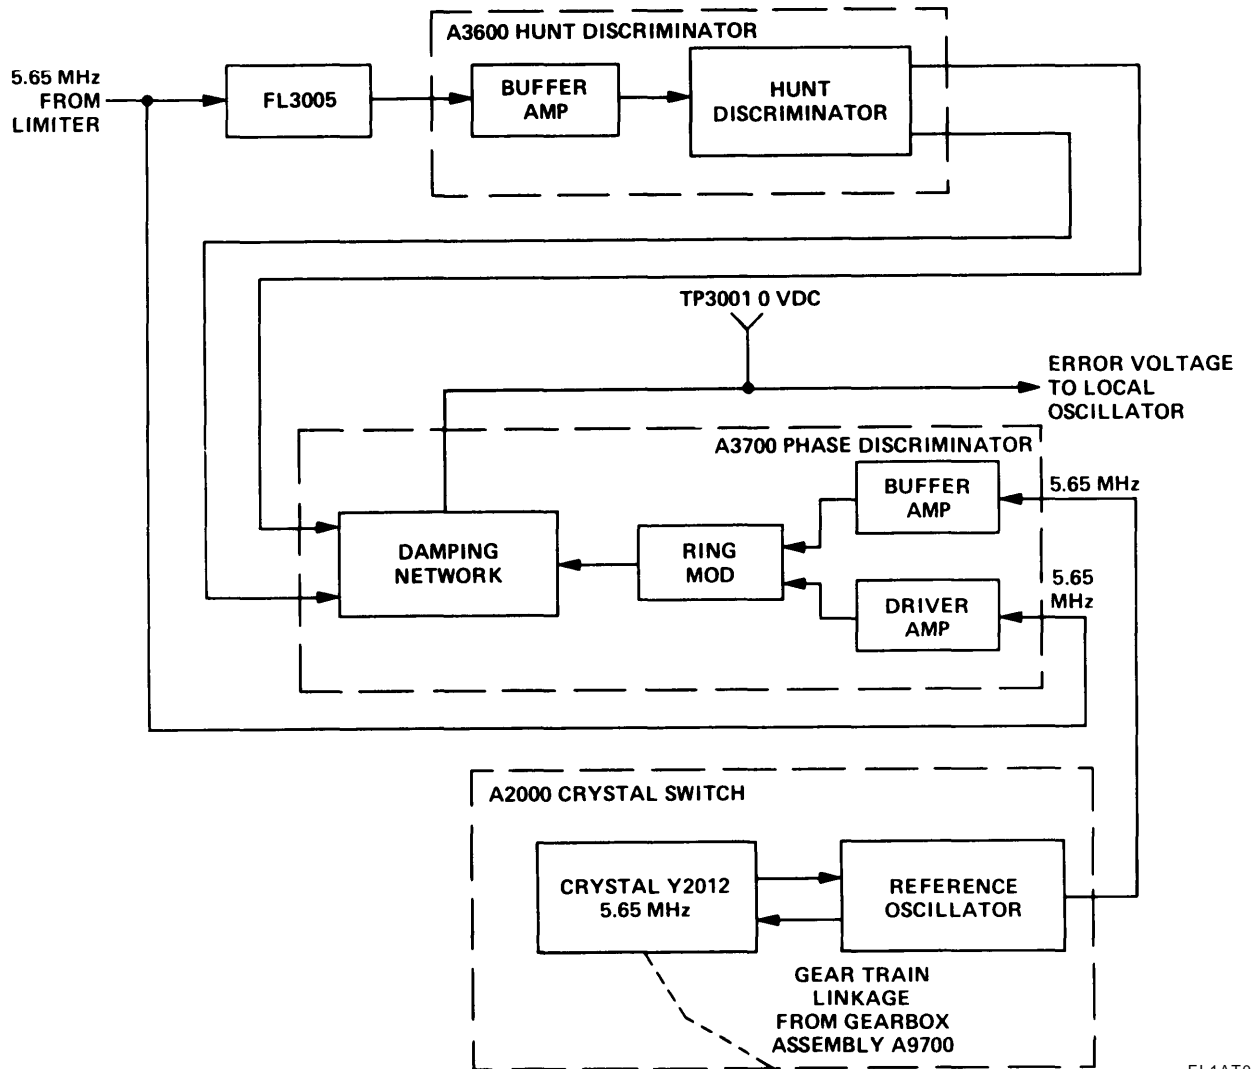 A3600 HUNT DISCRIMINATOR
5.65 MHz
FROM
LIMITER
FL3005
BUFFER
AMP
HUNT
DISCRIMINATOR
TP3001 0 VDC
ERROR VOLTAGE
TO LOCAL
OSCILLATOR
A3700 PHASE DISCRIMINATOR
BUFFER
AMP
5.65 MHz
DAMPING
NETWORK
RING
MOD
5.65
MHz
DRIVER
AMP
A2000 CRYSTAL SWITCH
CRYSTAL Y2012
5.65 MHz
REFERENCE
OSCILLATOR
GEAR TRAIN
LINKAGE
FROM GEARBOX
ASSEMBLY A9700